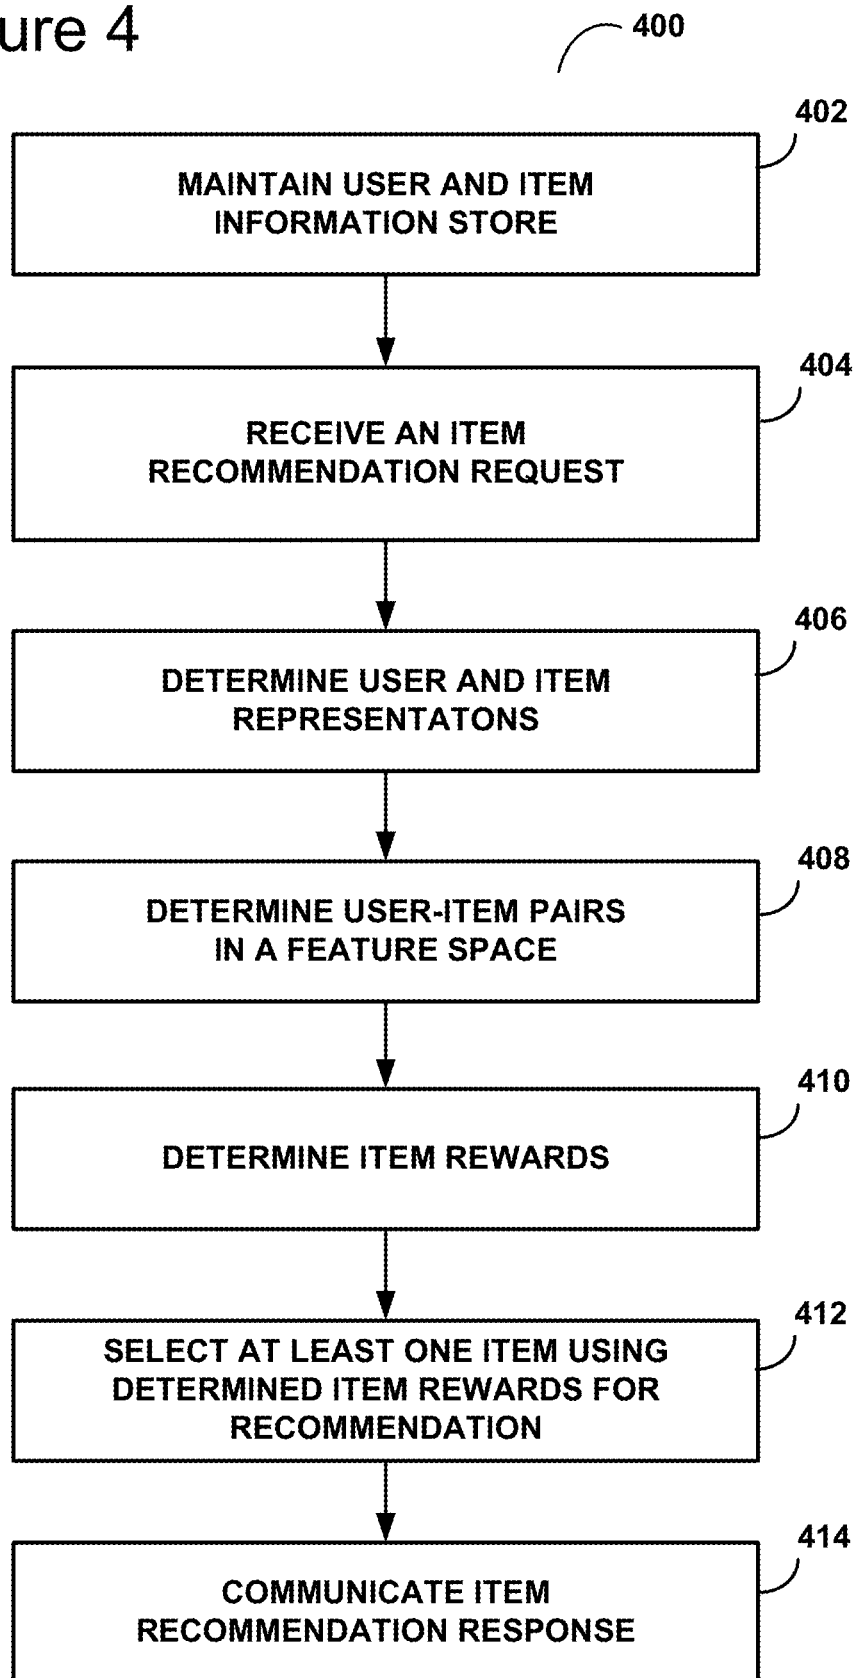 ure 4
400
402
MAINTAIN USER AND ITEM
INFORMATION STORE
404
RECEIVE AN ITEM
RECOMMENDATION REQUEST
406
DETERMINE USER AND ITEM
REPRESENTATONS
408
DETERMINE USER-ITEM PAIRS
IN A FEATURE SPACE
410
DETERMINE ITEM REWARDS
412
SELECT AT LEAST ONE ITEM USING
DETERMINED ITEM REWARDS FOR
RECOMMENDATION
414
COMMUNICATE ITEM
RECOMMENDATION RESPONSE